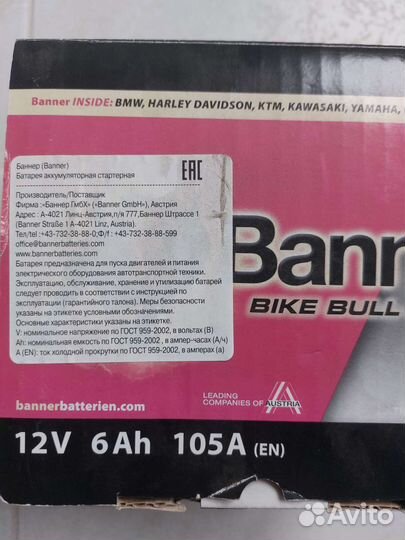 Banner INSIDE: BMW, HARLEY DAVIDSON, KTM, KAWASAKI, YAMAHA,
Баннер (Banner)
Батарея аккумуляторная стартерная
EAC
Производитель/Поставщик
Фирма : «Баннер ГмбХ» («Banner GmbH»), Австрия
Адрес : А-4021 Линц-Австрия,п/я 777,Баннер Штрассе 1
(Banner Straße 1 A-4021 Linz, Austria).
Тел/tel :+43-732-38-88-0;Ф/f : +43-732-38-88-599
office@bannerbatteries.com
www.bannerbatteries.com
Батарея предназначена для пуска двигателей и питания
электрического оборудования автотранспортной техники.
Эксплуатацию, обслуживание, хранение и утилизацию батарей
следует проводить в соответствии с инструкцией по
эксплуатации (гарантийного талона). Меры безопасности
указаны на этикетке условными обозначениями.
Основные характеристики указаны на этикетке.
V: номинальное напряжение по ГОСТ 959-2002, в вольтах (В)
Ah: номинальная емкость по ГОСТ 959-2002 , в ампер-часах (А/ч)
А (EN): ток холодной прокрутки по ГОСТ 959-2002, в амперах (а)
Bann
BIKE BULL
bannerbatterien.com
LEADING
COMPANIES OF AUSTRIA
12V 6Ah 105A (EN)
Avito